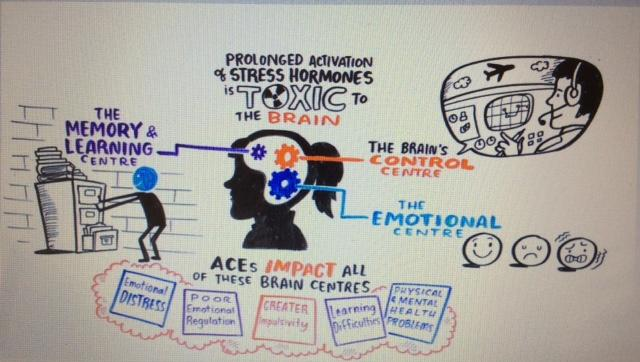 PROLONGED ACTIVATION
of STRESS HORMONES
is TOXIC TO
THE BRAIN
THE
MEMORY &
LEARNING
CENTRE
THE BRAIN'S
CONTROL
CENTRE
THE
EMOTIONAL
CENTRE
ACEs IMPACT ALL
OF THESE BRAIN CENTRES
Emotional
DISTRESS
POOR
Emotional
Regulation
GREATER
Impulsivity
Learning
Difficulties
PHYSICAL
& MENTAL
HEALTH
PROBLEMS